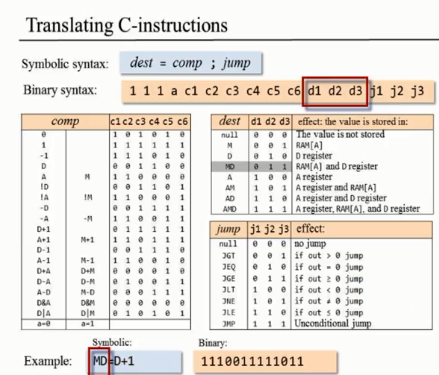 Translating C-instructions
Symbolic syntax: dest = comp ; jump
Binary syntax: 1 1 1 a c1 c2 c3 c4 c5 c6 d1 d2 d3 j1 j2 j3
comp c1 c2 c3 c4 c5 c6
0 1 0 1 0 1 0
1 1 1 1 1 1 1
-1 1 1 1 0 1 0
D 0 0 1 1 0 0
A M 1 1 0 0 0 0
!D 0 0 1 1 0 1
!A !M 1 1 0 0 0 1
-D 0 0 1 1 1 1
-A -M 1 1 0 0 1 1
D+1 0 1 1 1 1 1
A+1 M+1 1 1 0 1 1 1
D-1 0 0 1 1 1 0
A-1 M-1 1 1 0 0 1 0
D+A D+M 0 0 0 0 1 0
D-A D-M 0 1 0 0 1 1
A-D M-D 0 0 0 1 1 1
D&A D&M 0 0 0 0 0 0
D|A D|M 0 1 0 1 0 1
a=0 a=1
dest d1 d2 d3 effect: the value is stored in:
null 0 0 0 The value is not stored
M 0 0 1 RAM[A]
D 0 1 0 D register
MD 0 1 1 RAM[A] and D register
A 1 0 0 A register
AM 1 0 1 A register and RAM[A]
AD 1 1 0 A register and D register
AMD 1 1 1 A register, RAM[A], and D register
jump j1 j2 j3 effect:
null 0 0 0 no jump
JGT 0 0 1 if out > 0 jump
JEQ 0 1 0 if out = 0 jump
JGE 0 1 1 if out ≥ 0 jump
JLT 1 0 0 if out < 0 jump
JNE 1 0 1 if out ≠ 0 jump
JLE 1 1 0 if out ≤ 0 jump
JMP 1 1 1 Unconditional jump
Symbolic: Binary:
Example: MD=D+1 1110011111011